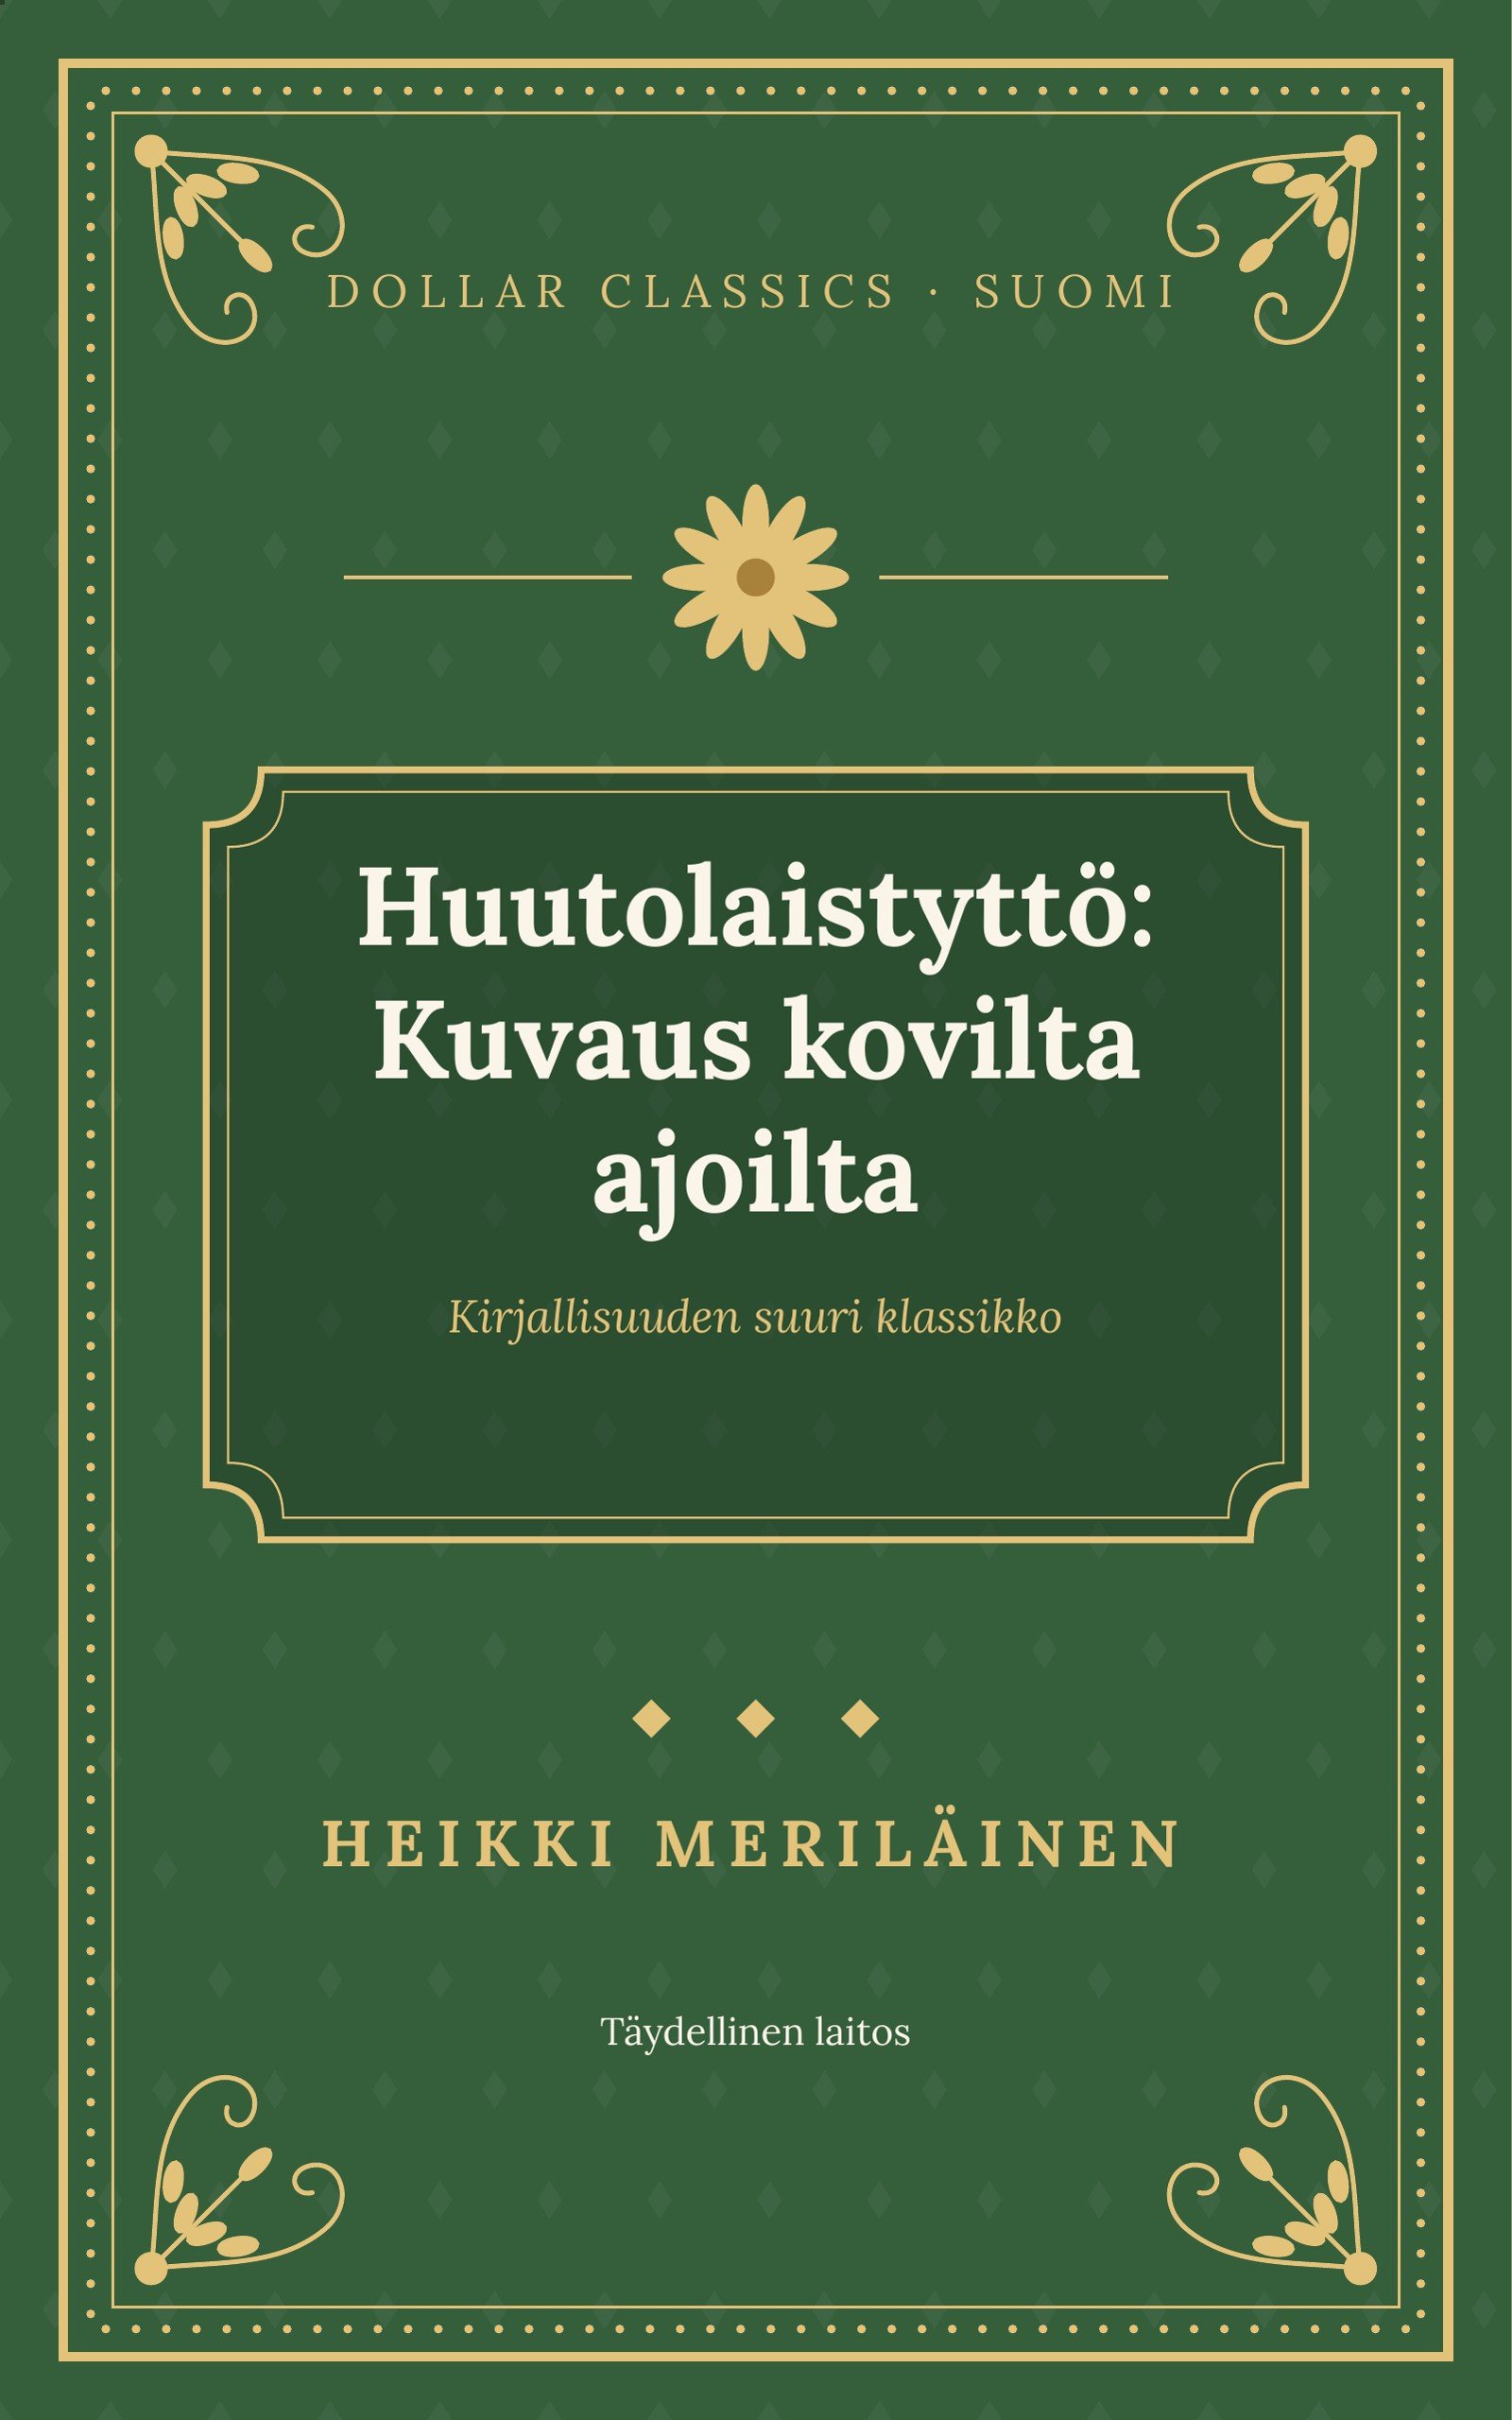 DOLLAR CLASSICS · SUOMI
Huutolaistyttö:
Kuvaus kovilta
ajoilta
Kirjallisuuden suuri klassikko
HEIKKI MERILÄINEN
Täydellinen laitos